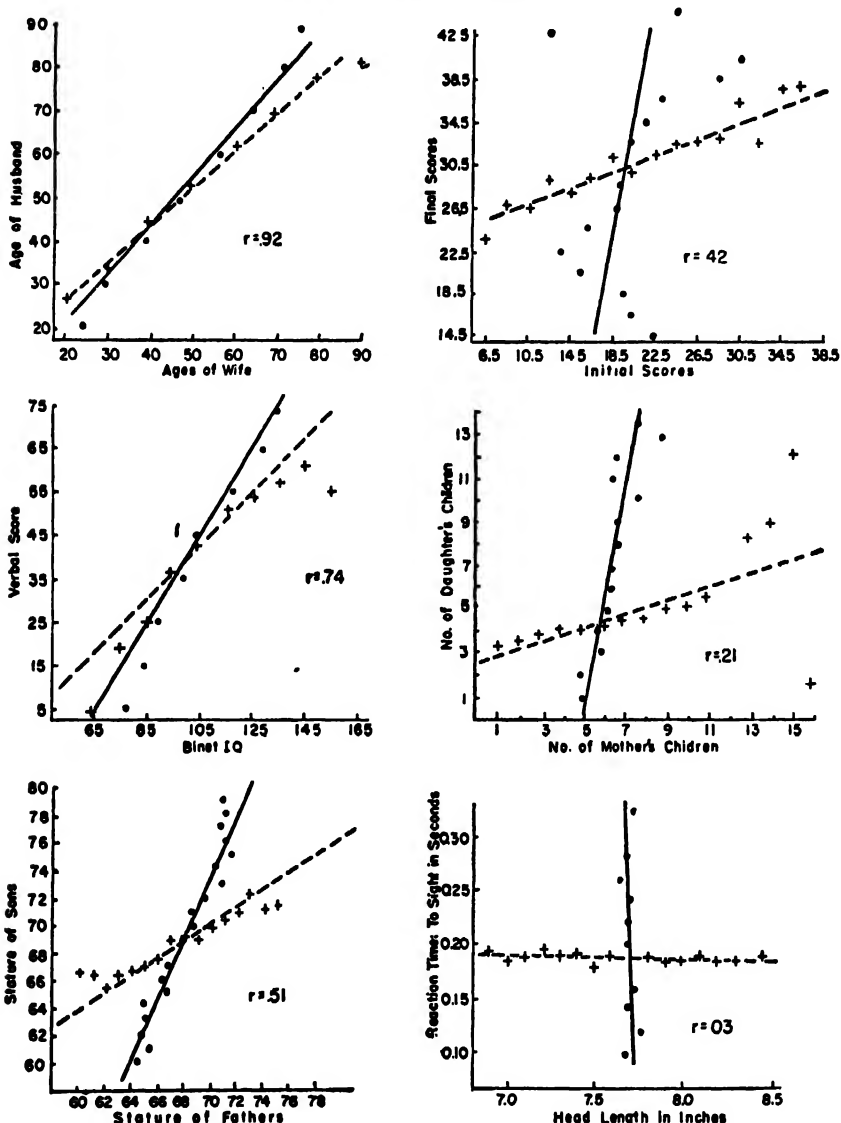 90
80
70
60
50
40
30
20
Age of Husband
r=.92
20 30 40 50 60 70 80 90
Ages of Wife
42.5
38.5
34.5
30.5
26.5
22.5
18.5
14.5
Final Scores
r=.42
6.5 10.5 14.5 18.5 22.5 26.5 30.5 34.5 38.5
Initial Scores
75
65
55
45
35
25
15
5
Verbal Score
r=.74
65 85 105 125 145 165
Binet IQ
13
11
9
7
5
3
1
No. of Daughter's Children
r=.21
1 3 5 7 9 11 13 15
No. of Mother's Chidren
80
78
76
74
72
70
68
66
64
62
60
Stature of Sons
r=.51
60 62 64 66 68 70 72 74 76 78
Stature of Fathers
0.30
0.25
0.20
0.15
0.10
Reaction Time: To Sight in Seconds
r=03
7.0 7.5 8.0 8.5
Head Length in Inches